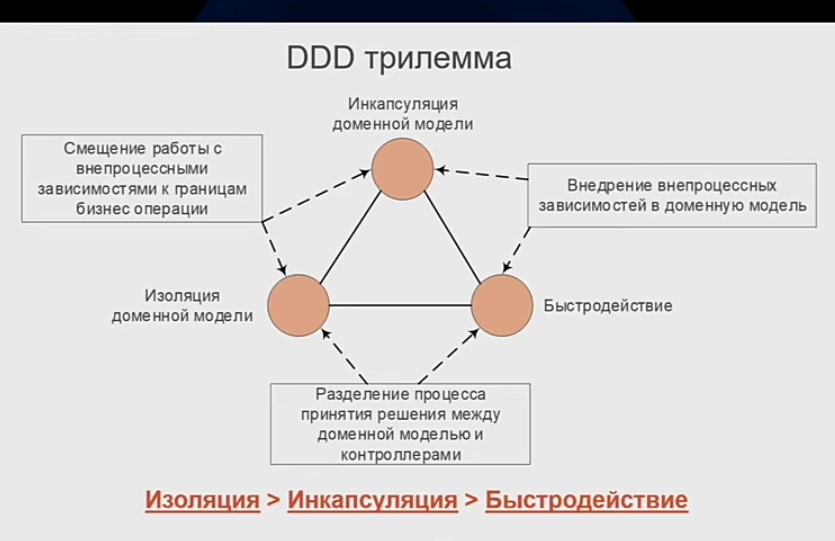 DDD трилемма
Инкапсуляция
доменной модели
Смещение работы с
внепроцессными
зависимостями к границам
бизнес операции
Внедрение внепроцессных
зависимостей в доменную модель
Изоляция
доменной модели
Быстродействие
Разделение процесса
принятия решения между
доменной моделью и
контроллерами
Изоляция > Инкапсуляция > Быстродействие